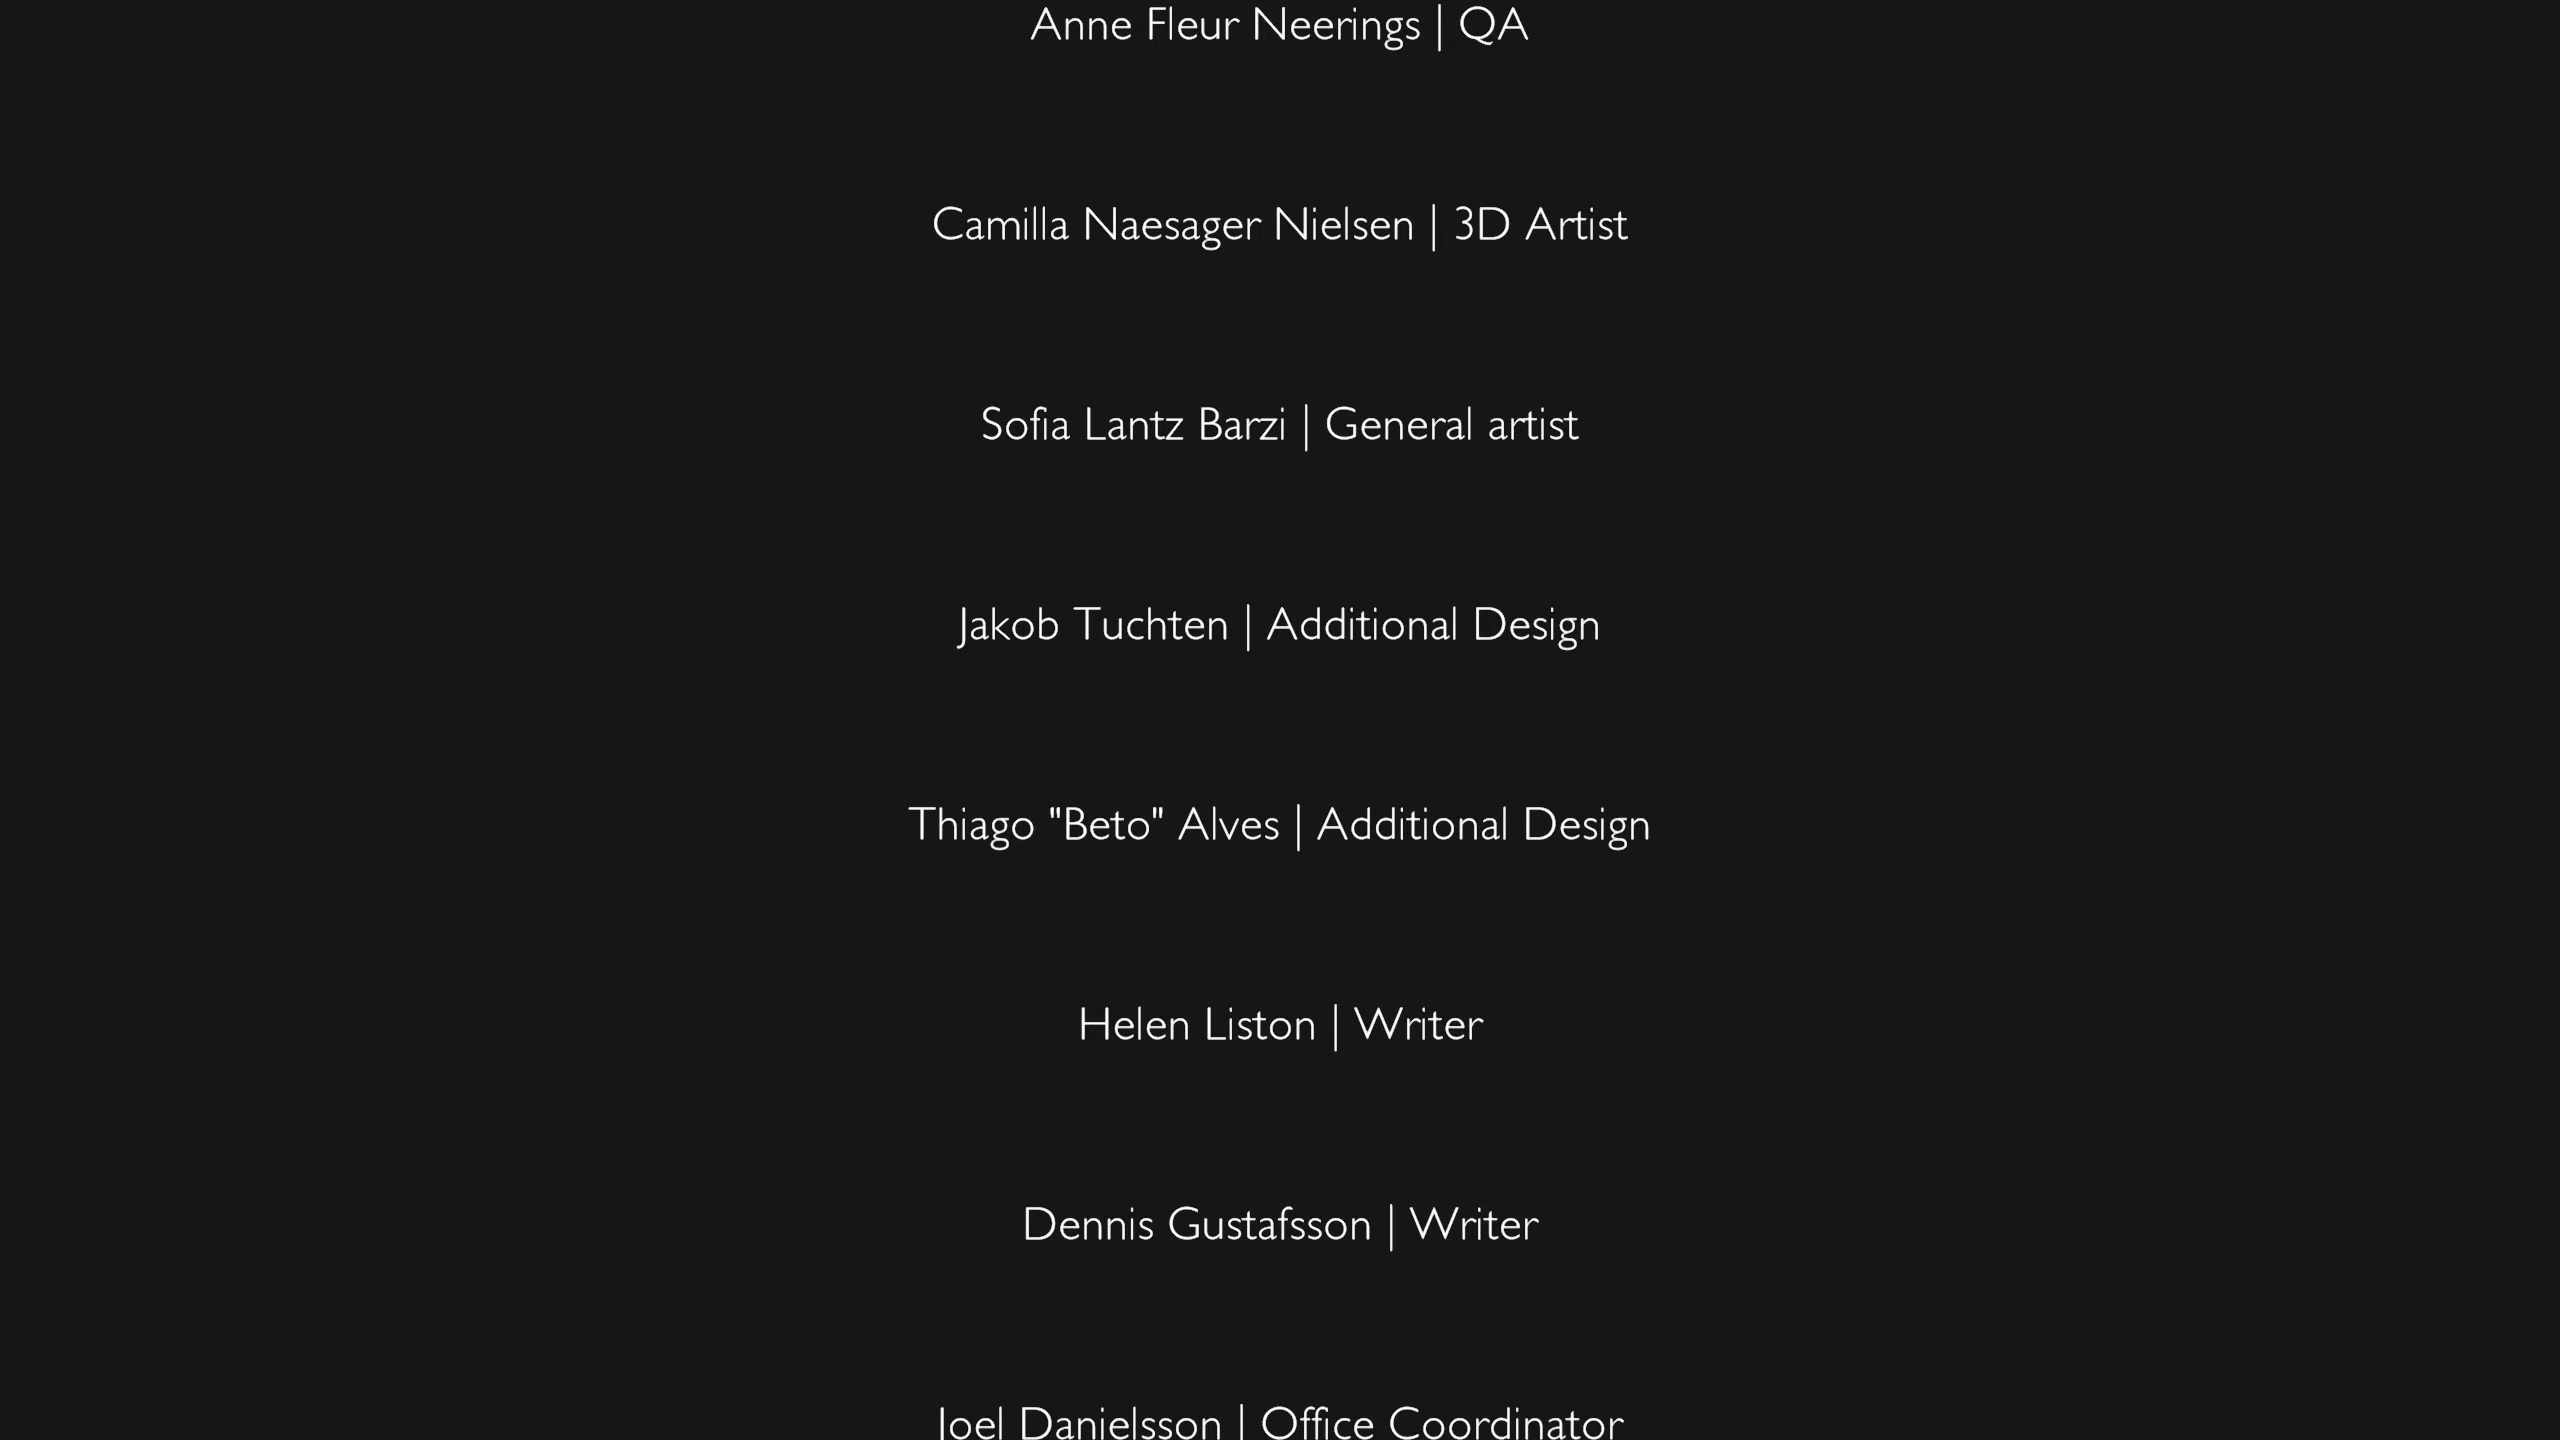 Anne Fleur Neerings | QA
Camilla Naesager Nielsen | 3D Artist
Sofia Lantz Barzi | General artist
Jakob Tuchten | Additional Design
Thiago "Beto" Alves | Additional Design
Helen Liston | Writer
Dennis Gustafsson | Writer
Joel Danielsson | Office Coordinator